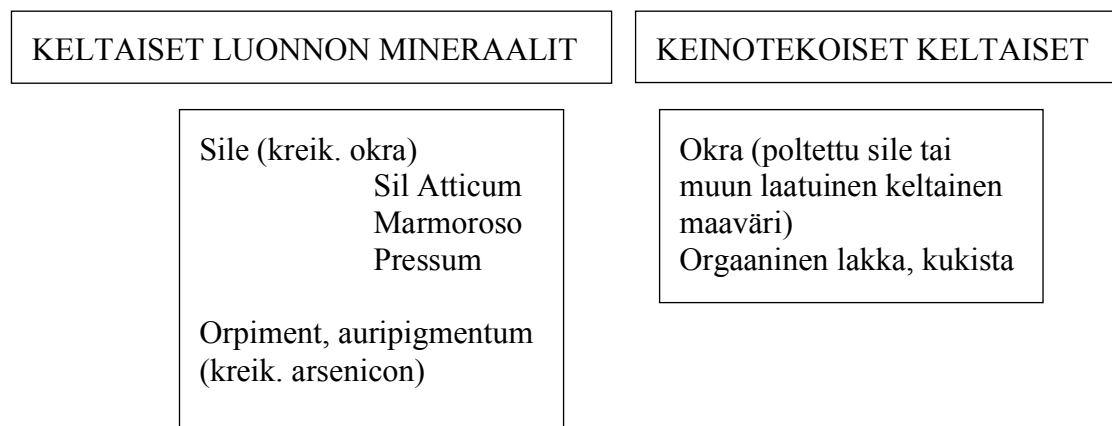 KELTAISET LUONNON MINERAALIT
Sile (kreik. okra)
Sil Atticum
Marmoroso
Pressum
Orpiment, auripigmentum
(kreik. arsenicon)
KEINOTEKOISET KELTAISET
Okra (poltettu sile tai
muun laatuinen keltainen
maaväri)
Orgaaninen lakka, kukista